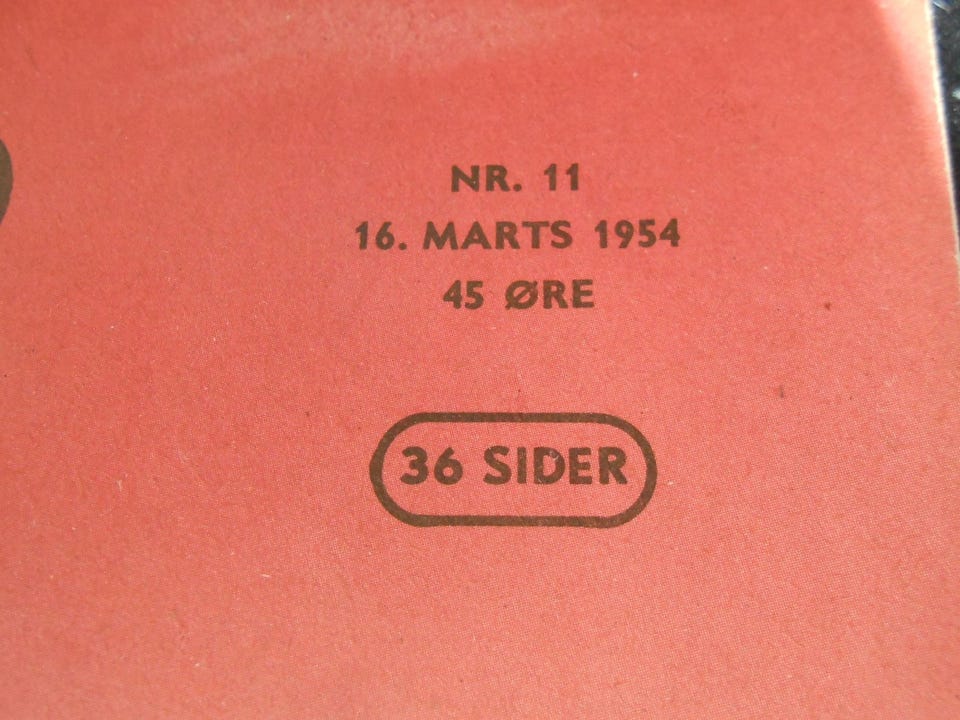 NR. 11
16. MARTS 1954
45 ØRE
36 SIDER